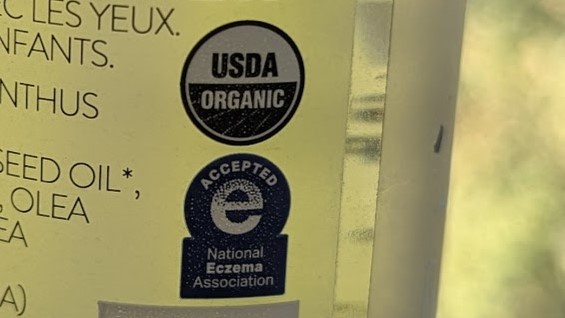 LES YEUX.
NFANTS.
NTHUS
SEED OIL*,
, OLEA
EA
A)
USDA
ORGANIC
ACCEPTED
e
National
Eczema
Association